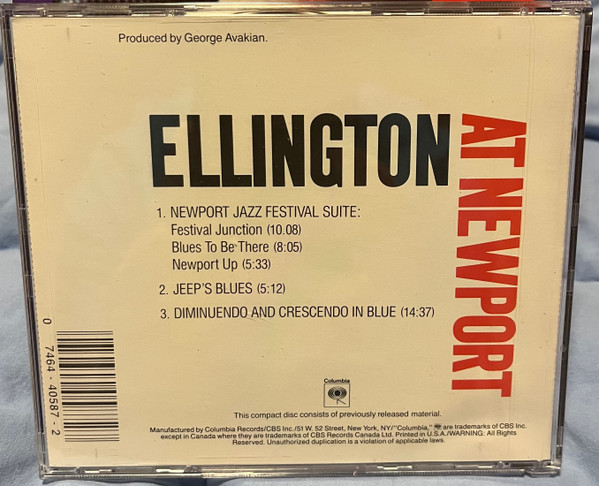 Produced by George Avakian.
ELLINGTON
AT NEWPORT
1. NEWPORT JAZZ FESTIVAL SUITE:
Festival Junction (10.08)
Blues To Be There (8:05)
Newport Up (5:33)
2. JEEP'S BLUES (5:12)
3. DIMINUENDO AND CRESCENDO IN BLUE (14:37)
0 7464-40587-2
Columbia
This compact disc consists of previously released material.
Manufactured by Columbia Records/CBS Inc./51 W. 52 Street, New York, NY/"Columbia," are trademarks of CBS Inc.
except in Canada where they are trademarks of CBS Records Canada Ltd. Printed in U.S.A./WARNING: All Rights
Reserved. Unauthorized duplication is a violation of applicable laws.